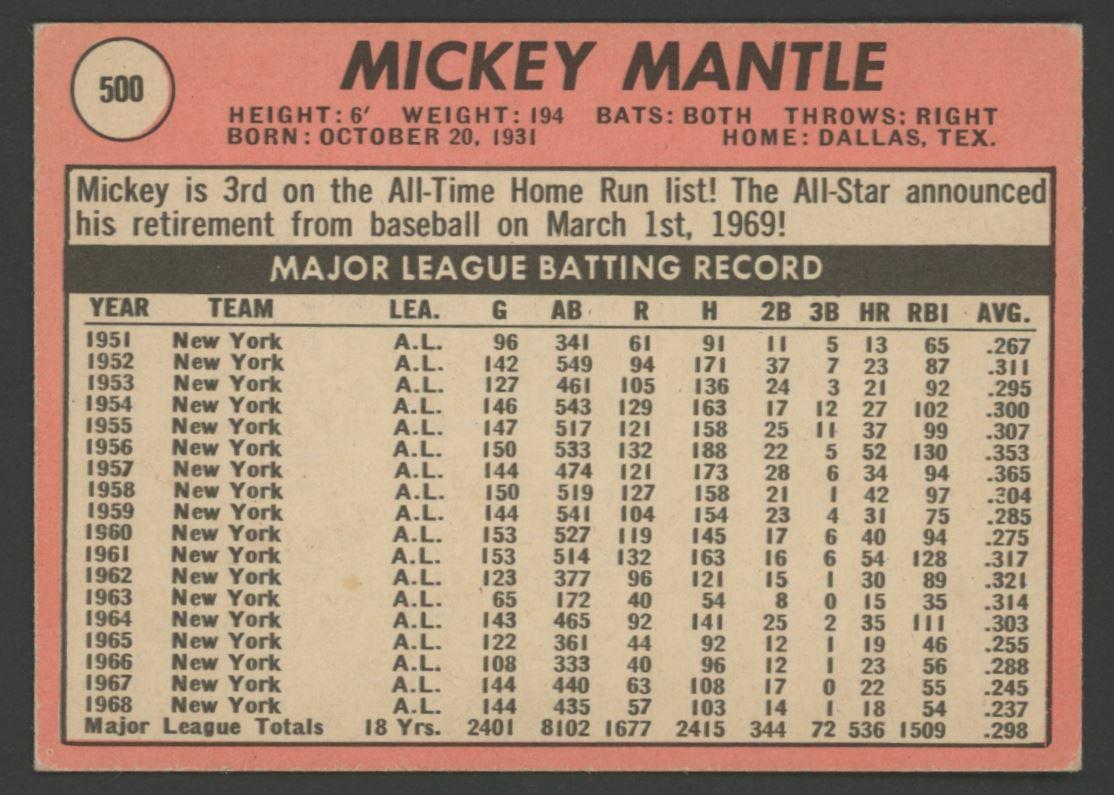 500
MICKEY MANTLE
HEIGHT: 6' WEIGHT: 194 BATS: BOTH THROWS: RIGHT
BORN: OCTOBER 20, 1931 HOME: DALLAS, TEX.
Mickey is 3rd on the All-Time Home Run list! The All-Star announced
his retirement from baseball on March 1st, 1969!
MAJOR LEAGUE BATTING RECORD
YEAR TEAM LEA. G AB R H 2B 3B HR RBI AVG.
1951 New York A.L. 96 341 61 91 11 5 13 65 .267
1952 New York A.L. 142 549 94 171 37 7 23 87 .311
1953 New York A.L. 127 461 105 136 24 3 21 92 .295
1954 New York A.L. 146 543 129 163 17 12 27 102 .300
1955 New York A.L. 147 517 121 158 25 11 37 99 .307
1956 New York A.L. 150 533 132 188 22 5 52 130 .353
1957 New York A.L. 144 474 121 173 28 6 34 94 .365
1958 New York A.L. 150 519 127 158 21 1 42 97 .304
1959 New York A.L. 144 541 104 154 23 4 31 75 .285
1960 New York A.L. 153 527 119 145 17 6 40 94 .275
1961 New York A.L. 153 514 132 163 16 6 54 128 .317
1962 New York A.L. 123 377 96 121 15 1 30 89 .321
1963 New York A.L. 65 172 40 54 8 0 15 35 .314
1964 New York A.L. 143 465 92 141 25 2 35 111 .303
1965 New York A.L. 122 361 44 92 12 1 19 46 .255
1966 New York A.L. 108 333 40 96 12 1 23 56 .288
1967 New York A.L. 144 440 63 108 17 0 22 55 .245
1968 New York A.L. 144 435 57 103 14 1 18 54 .237
Major League Totals 18 Yrs. 2401 8102 1677 2415 344 72 536 1509 .298